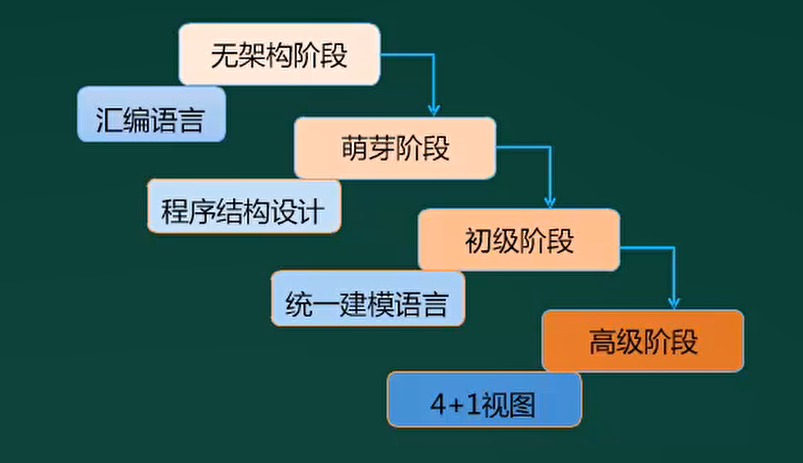 无架构阶段
汇编语言
萌芽阶段
程序结构设计
初级阶段
统一建模语言
高级阶段
4+1视图